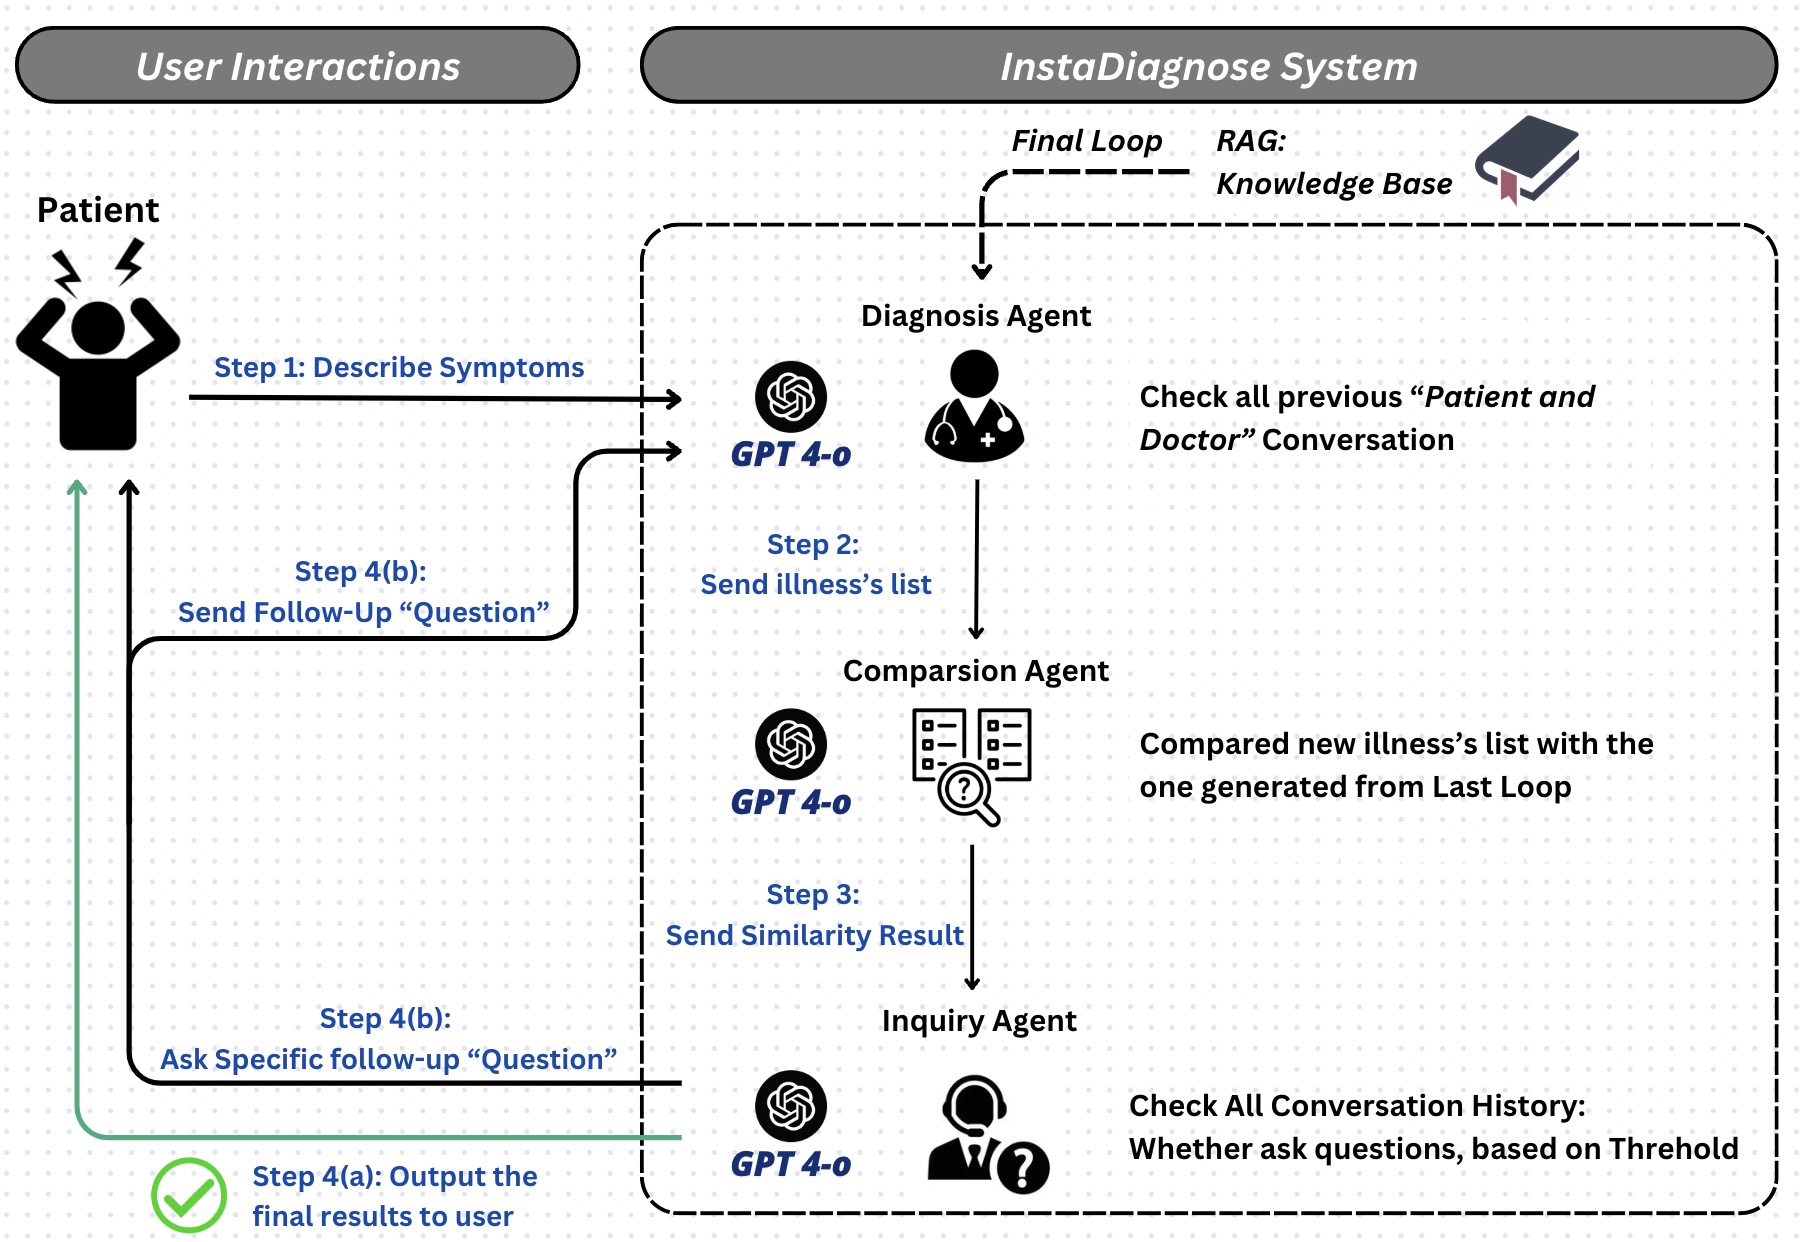 User Interactions
InstaDiagnose System
Final Loop
RAG:
Knowledge Base
Patient
Diagnosis Agent
Step 1: Describe Symptoms
GPT 4-o
Check all previous “Patient and
Doctor” Conversation
Step 2:
Send illness’s list
Step 4(b):
Send Follow-Up “Question”
Comparsion Agent
GPT 4-o
Compared new illness’s list with the
one generated from Last Loop
Step 3:
Send Similarity Result
Inquiry Agent
Step 4(b):
Ask Specific follow-up “Question”
GPT 4-o
Check All Conversation History:
Whether ask questions, based on Threhold
Step 4(a): Output the
final results to user